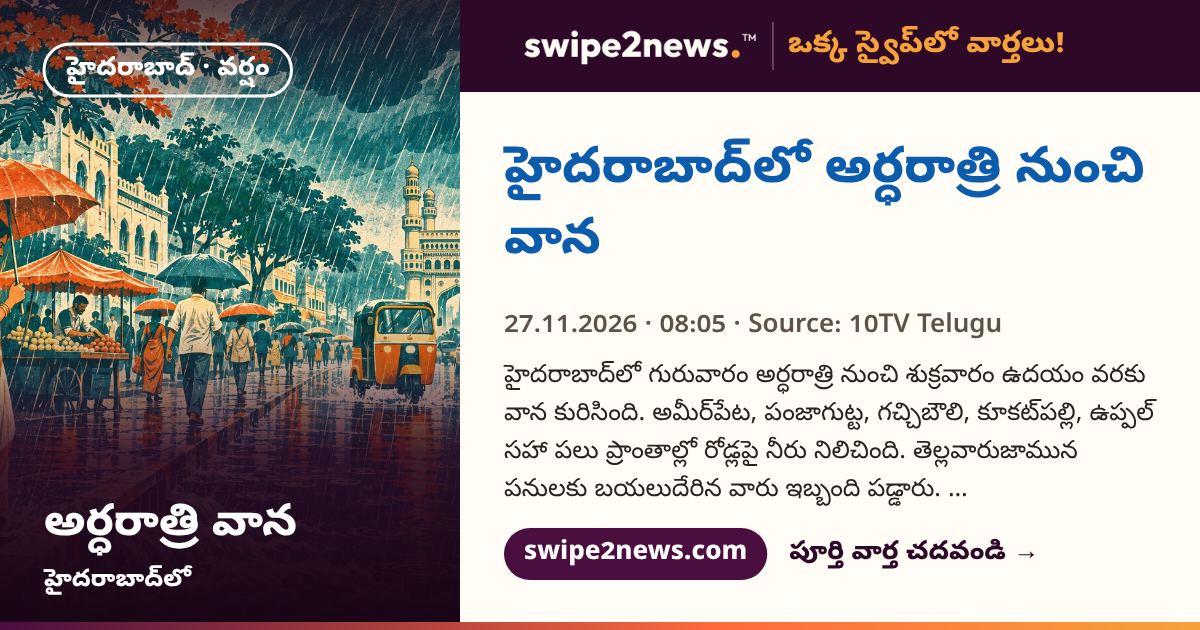 హైదరాబాద్ · వర్షం
అర్ధరాత్రి వాన
హైదరాబాద్‌లో
swipe2news.™ ఒక్క స్వైప్‌లో వార్తలు!
హైదరాబాద్‌లో అర్ధరాత్రి నుంచి
వాన
27.11.2026 · 08:05 · Source: 10TV Telugu
హైదరాబాద్‌లో గురువారం అర్ధరాత్రి నుంచి శుక్రవారం ఉదయం వరకు
వాన కురిసింది. అమీర్‌పేట, పంజాగుట్ట, గచ్చిబౌలి, కూకట్‌పల్లి, ఉప్పల్
సహా పలు ప్రాంతాల్లో రోడ్లపై నీరు నిలిచింది. తెల్లవారుజామున
పనులకు బయలుదేరిన వారు ఇబ్బంది పడ్డారు. ...
swipe2news.com పూర్తి వార్త చదవండి →